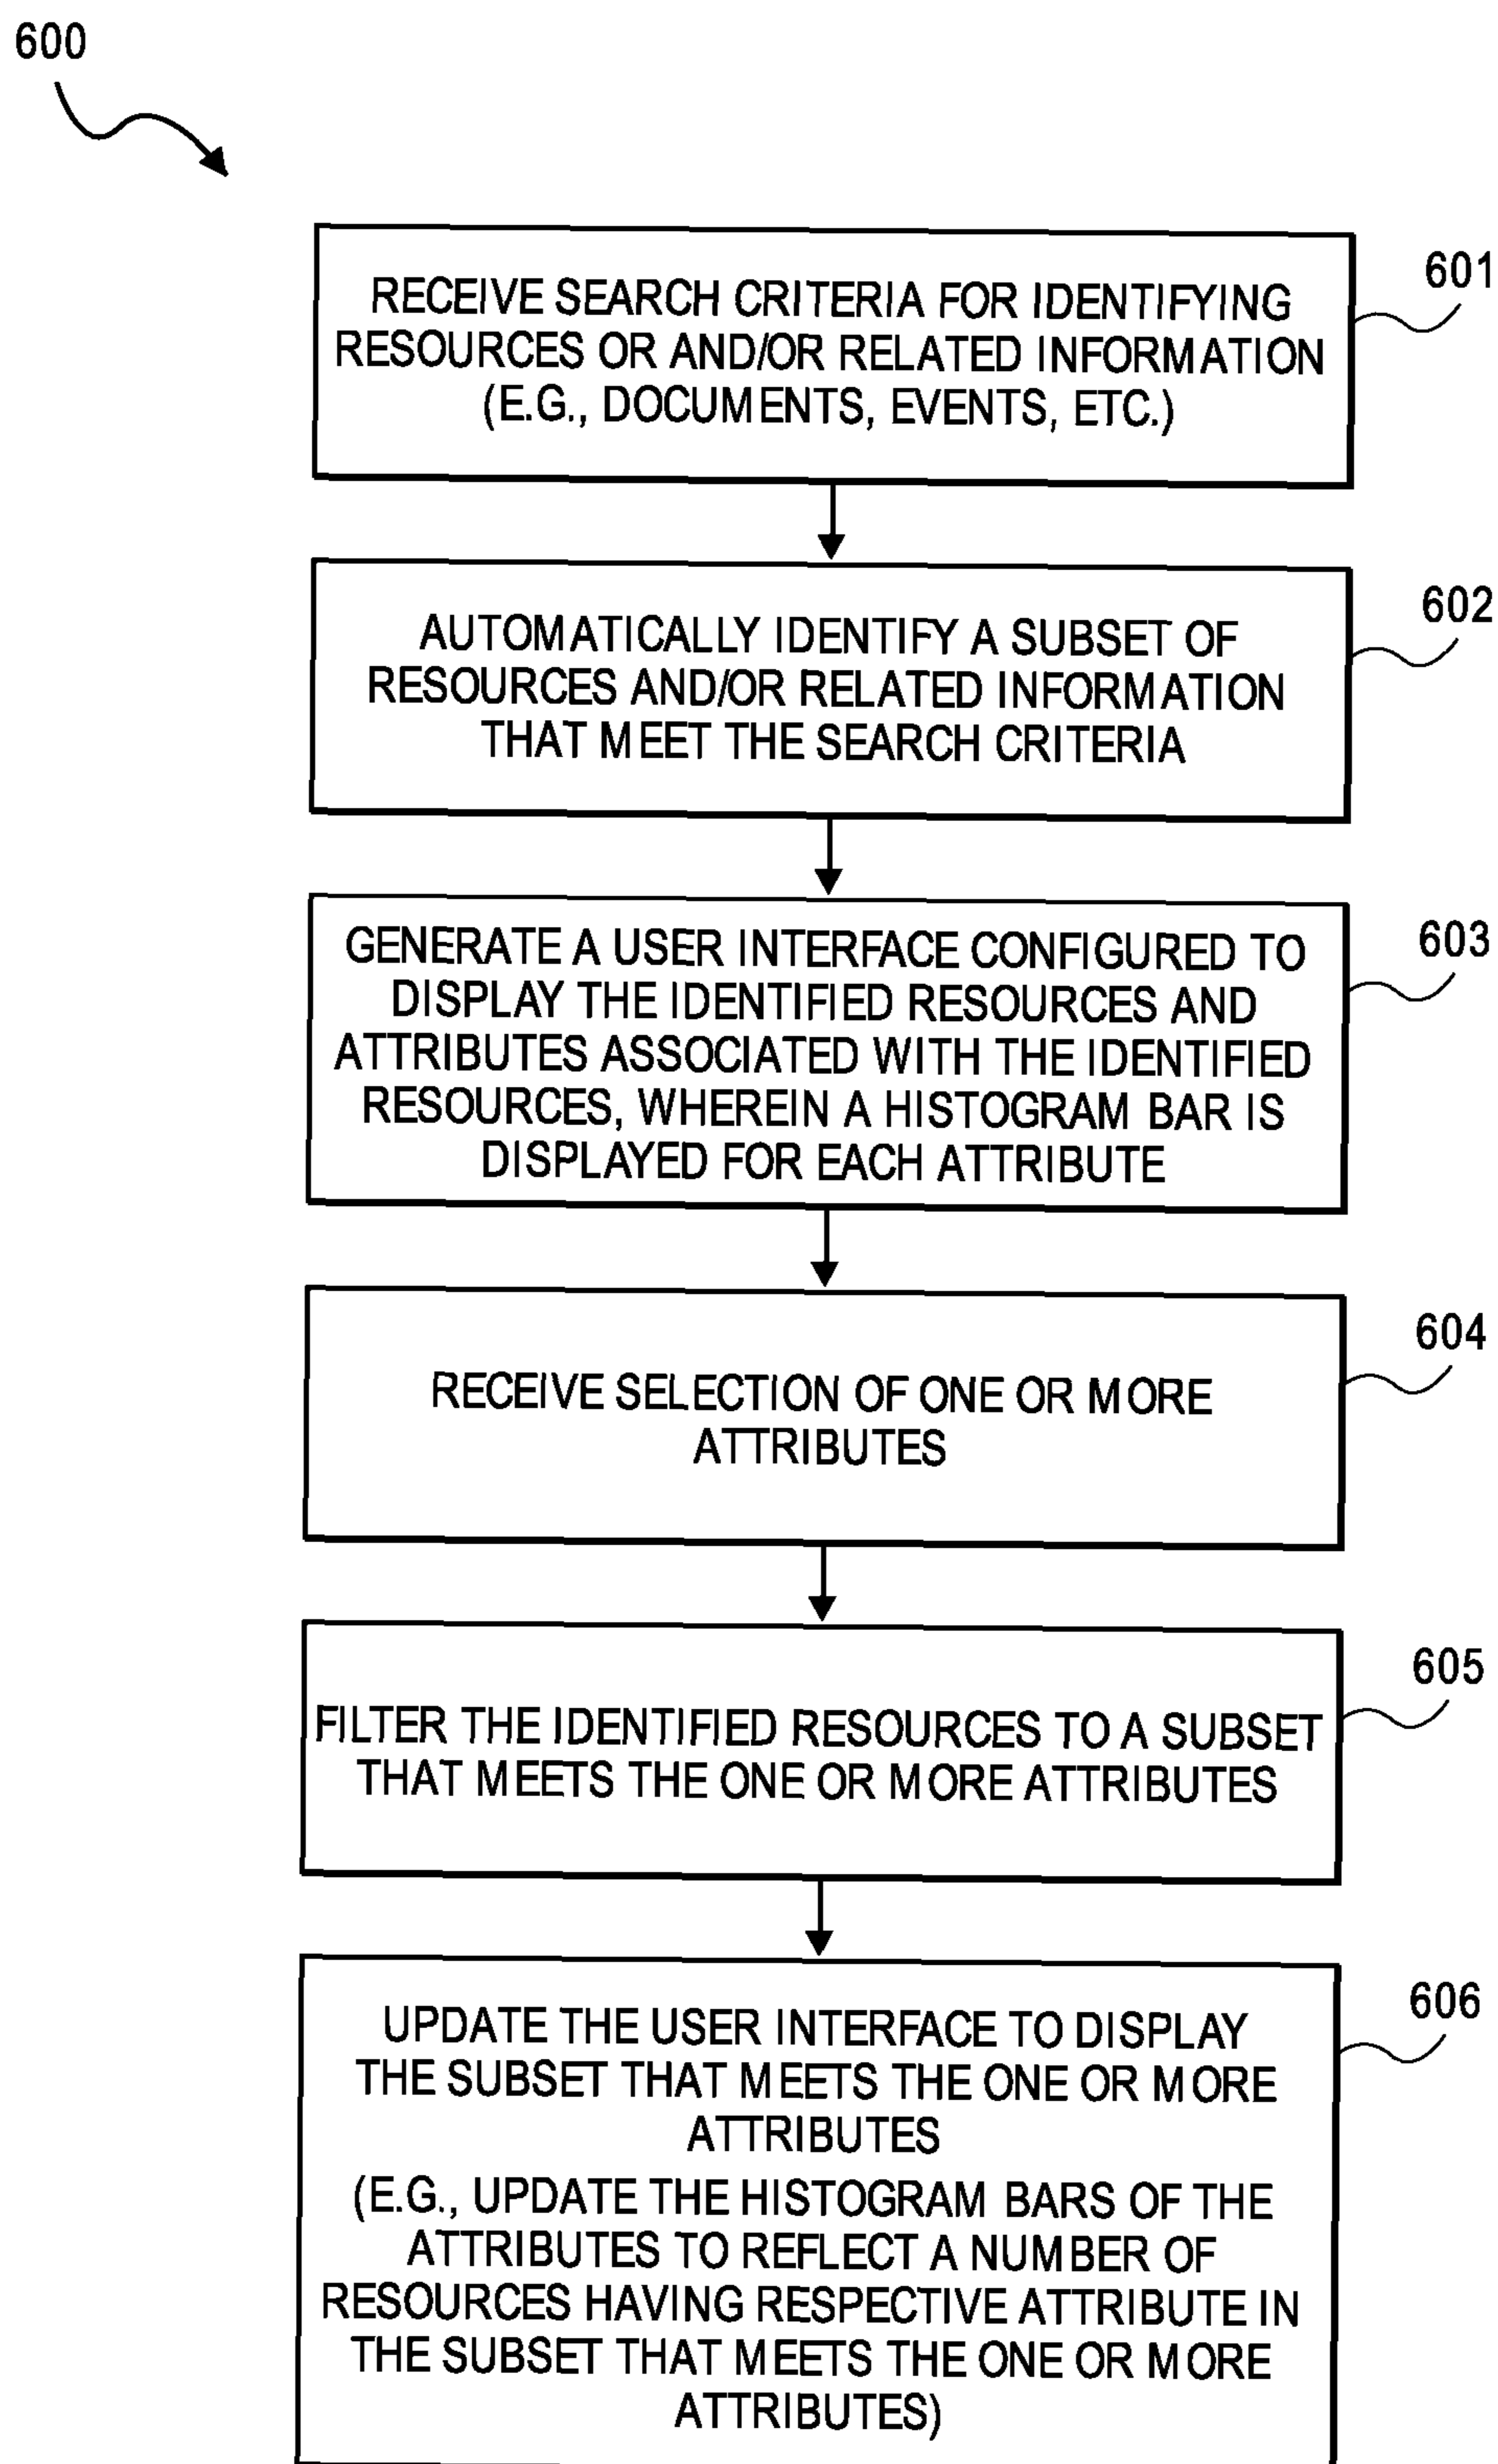 600
601
RECEIVE SEARCH CRITERIA FOR IDENTIFYING
RESOURCES OR AND/OR RELATED INFORMATION
(E.G., DOCUMENTS, EVENTS, ETC.)
602
AUTOMATICALLY IDENTIFY A SUBSET OF
RESOURCES AND/OR RELATED INFORMATION
THAT MEET THE SEARCH CRITERIA
603
GENERATE A USER INTERFACE CONFIGURED TO
DISPLAY THE IDENTIFIED RESOURCES AND
ATTRIBUTES ASSOCIATED WITH THE IDENTIFIED
RESOURCES, WHEREIN A HISTOGRAM BAR IS
DISPLAYED FOR EACH ATTRIBUTE
604
RECEIVE SELECTION OF ONE OR MORE
ATTRIBUTES
605
FILTER THE IDENTIFIED RESOURCES TO A SUBSET
THAT MEETS THE ONE OR MORE ATTRIBUTES
606
UPDATE THE USER INTERFACE TO DISPLAY
THE SUBSET THAT MEETS THE ONE OR MORE
ATTRIBUTES
(E.G., UPDATE THE HISTOGRAM BARS OF THE
ATTRIBUTES TO REFLECT A NUMBER OF
RESOURCES HAVING RESPECTIVE ATTRIBUTE IN
THE SUBSET THAT MEETS THE ONE OR MORE
ATTRIBUTES)